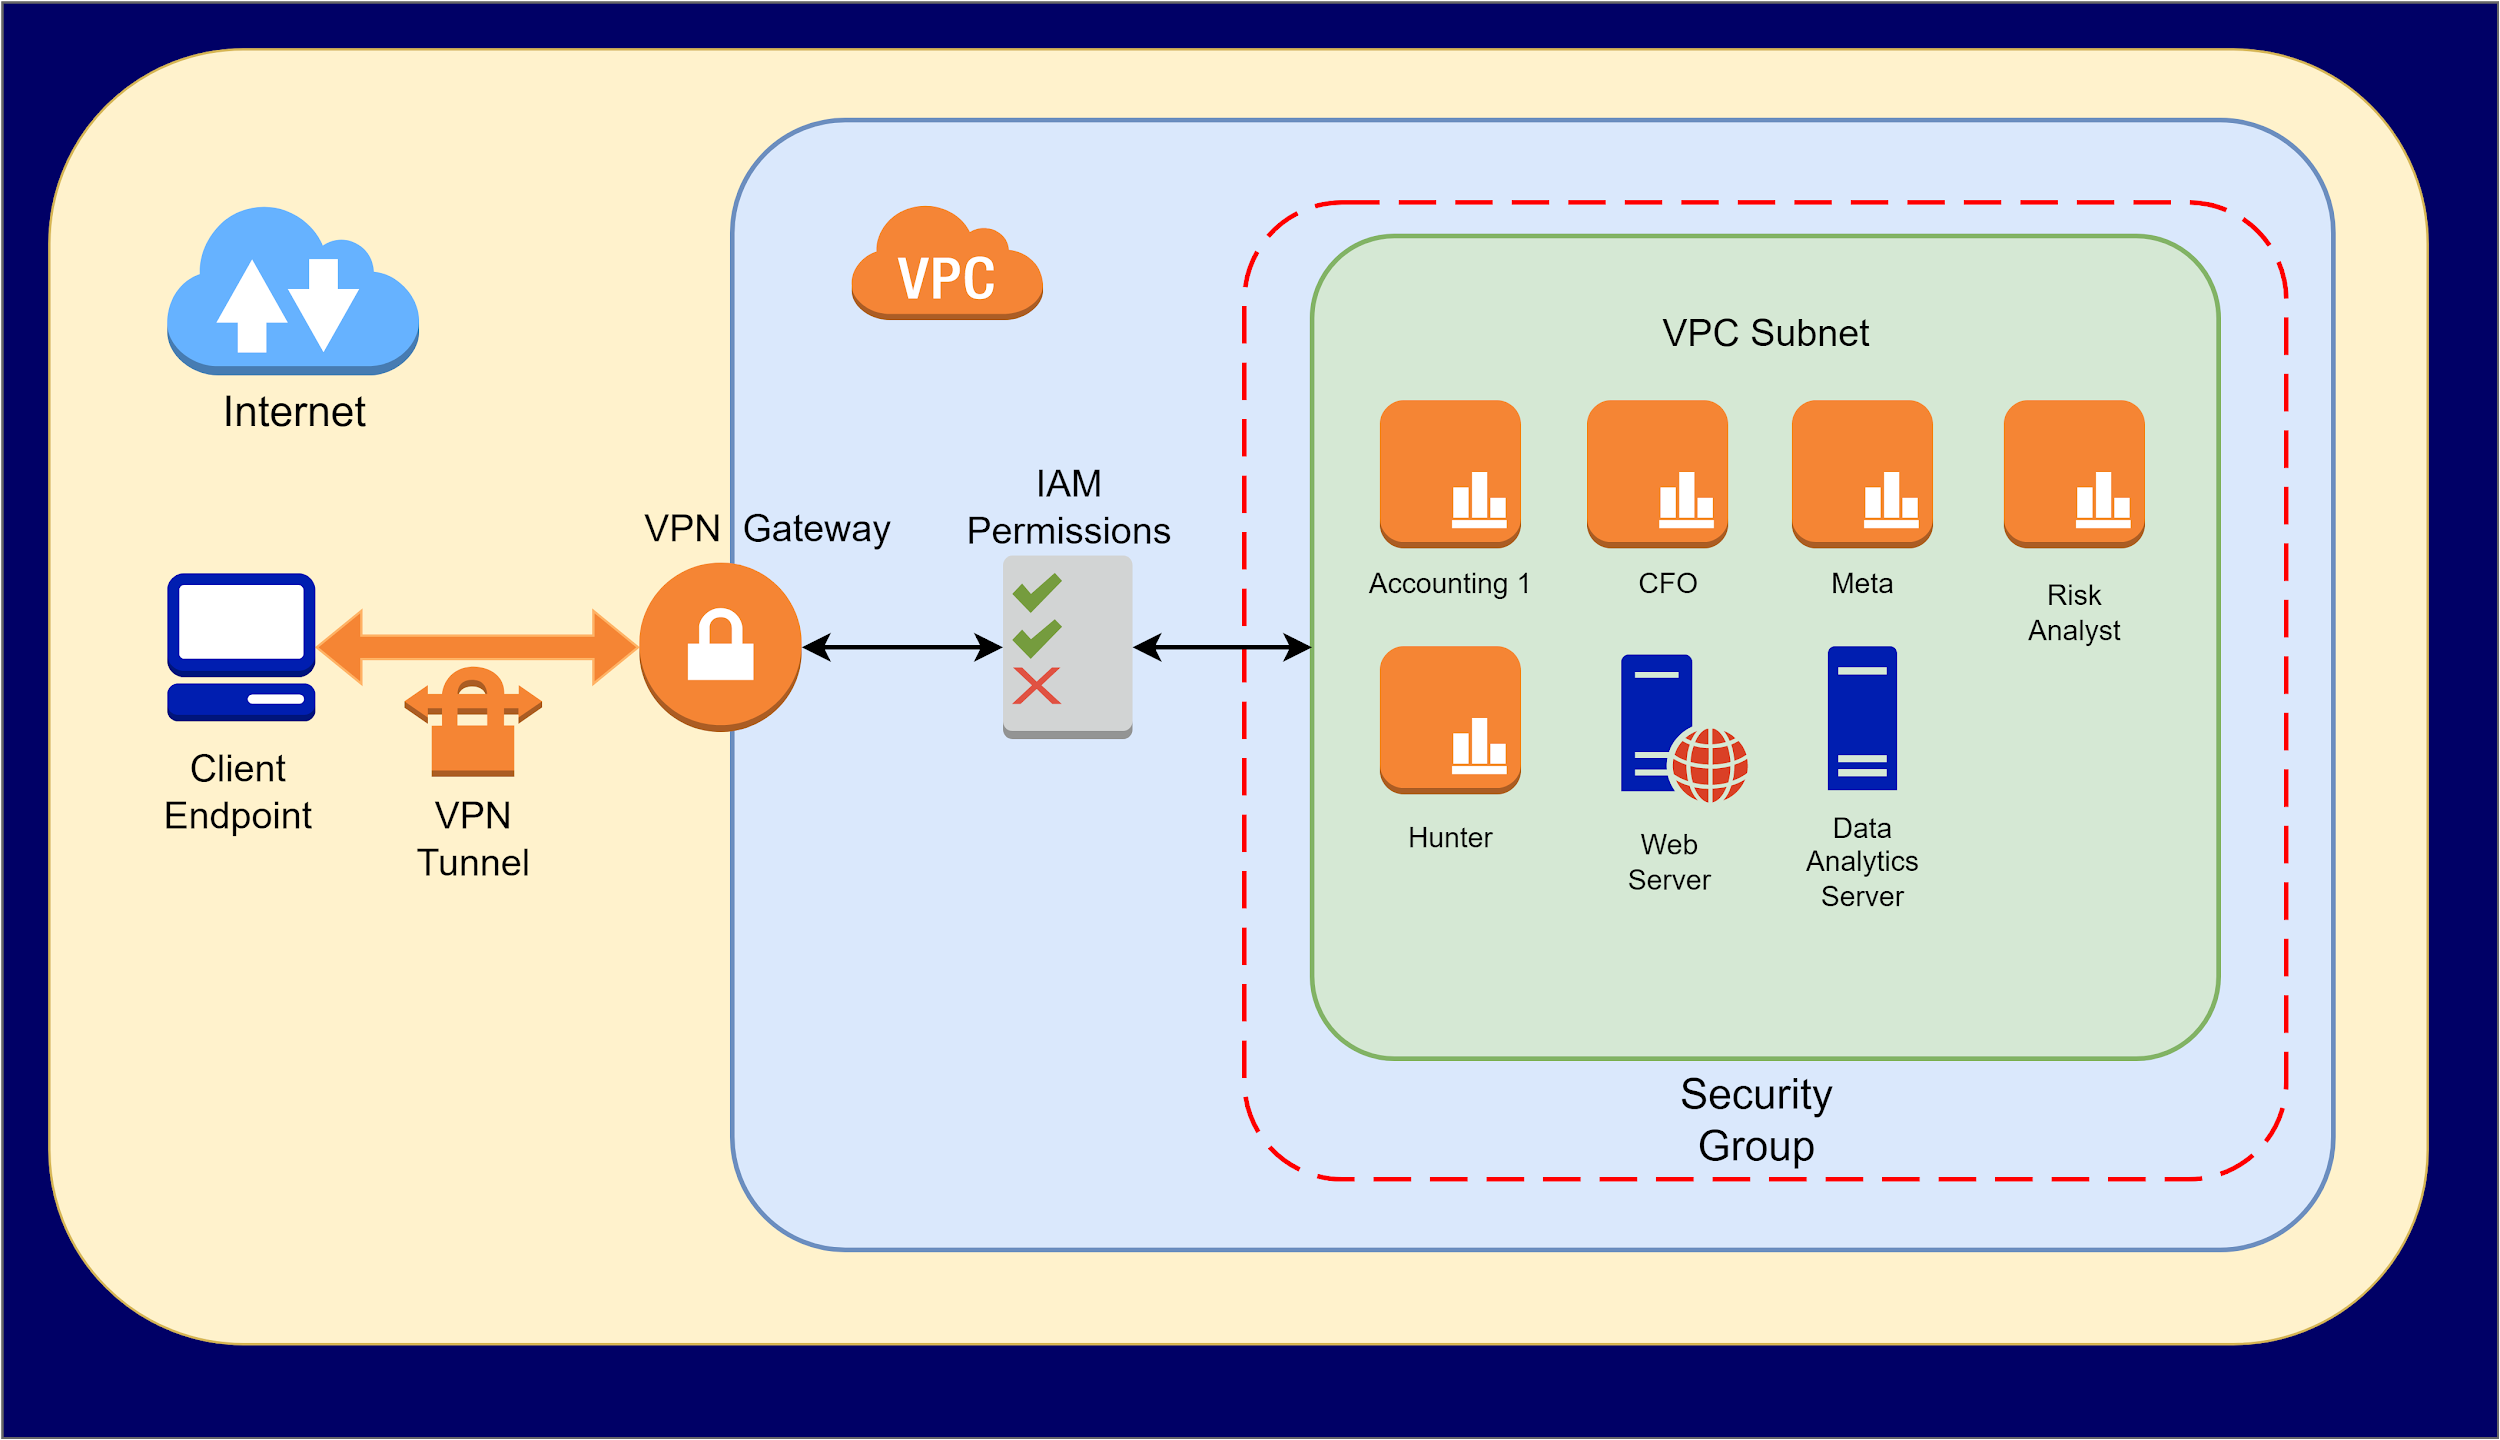 Internet
VPC
VPC Subnet
IAM
Permissions
VPN Gateway
Accounting 1
CFO
Meta
Risk
Analyst
Client
Endpoint
VPN
Tunnel
Hunter
Web
Server
Data
Analytics
Server
Security
Group